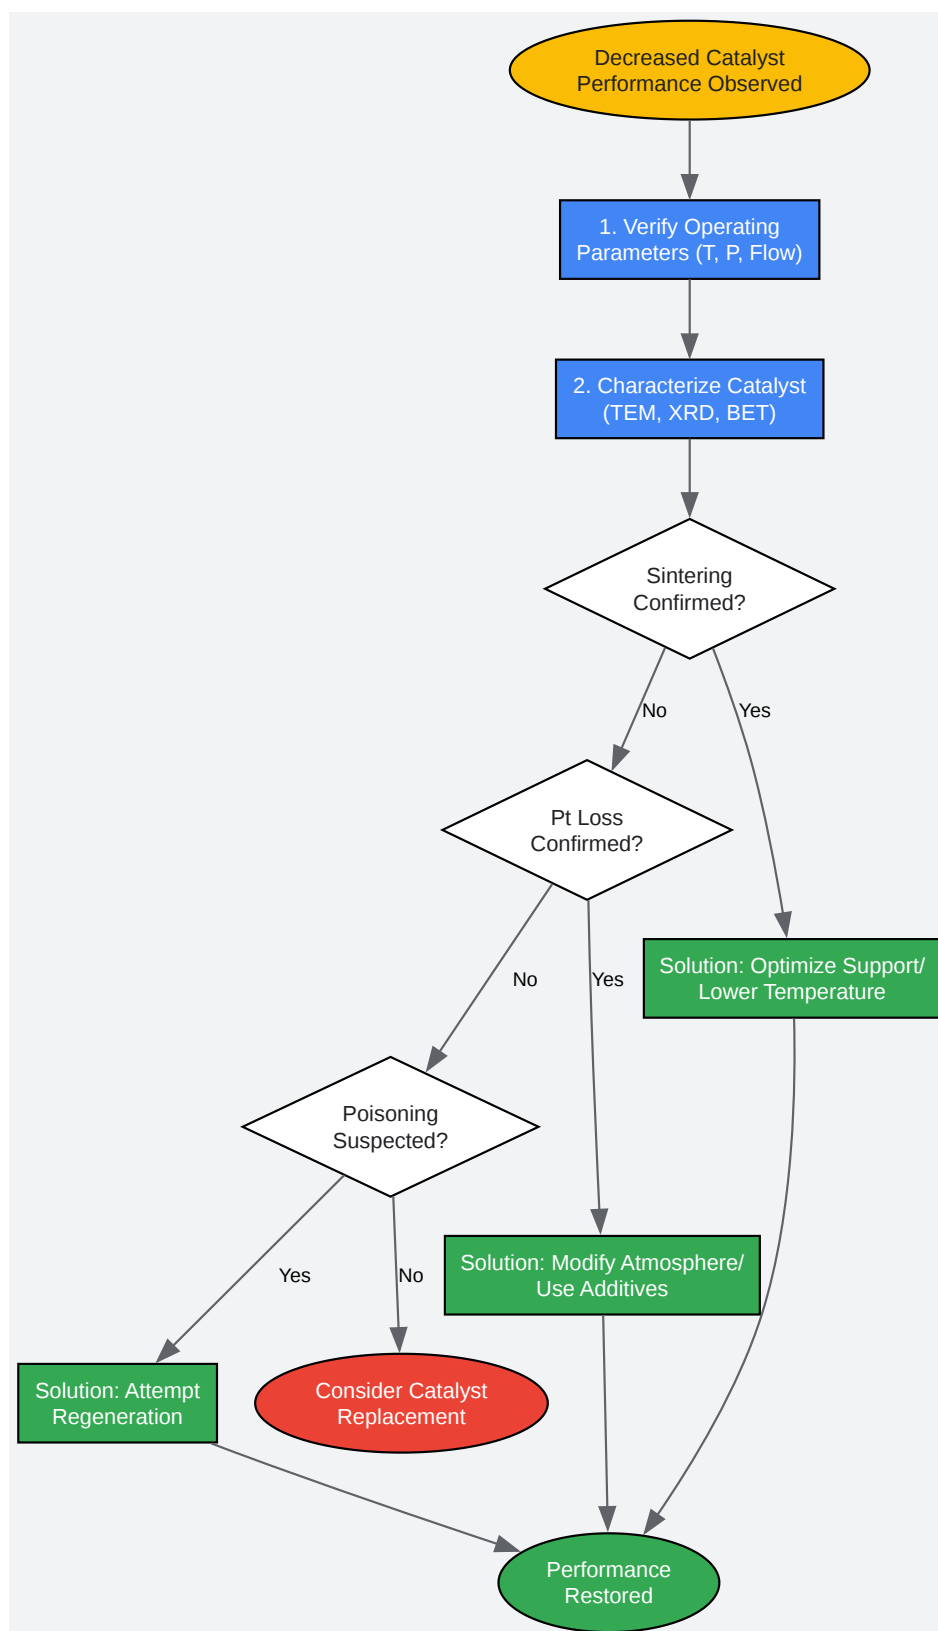 Decreased Catalyst
Performance Observed
1. Verify Operating
Parameters (T, P, Flow)
2. Characterize Catalyst
(TEM, XRD, BET)
Sintering
Confirmed?
No
Yes
Pt Loss
Confirmed?
Solution: Optimize Support/
Lower Temperature
No
Yes
Poisoning
Suspected?
Solution: Modify Atmosphere/
Use Additives
Yes
No
Solution: Attempt
Regeneration
Consider Catalyst
Replacement
Performance
Restored